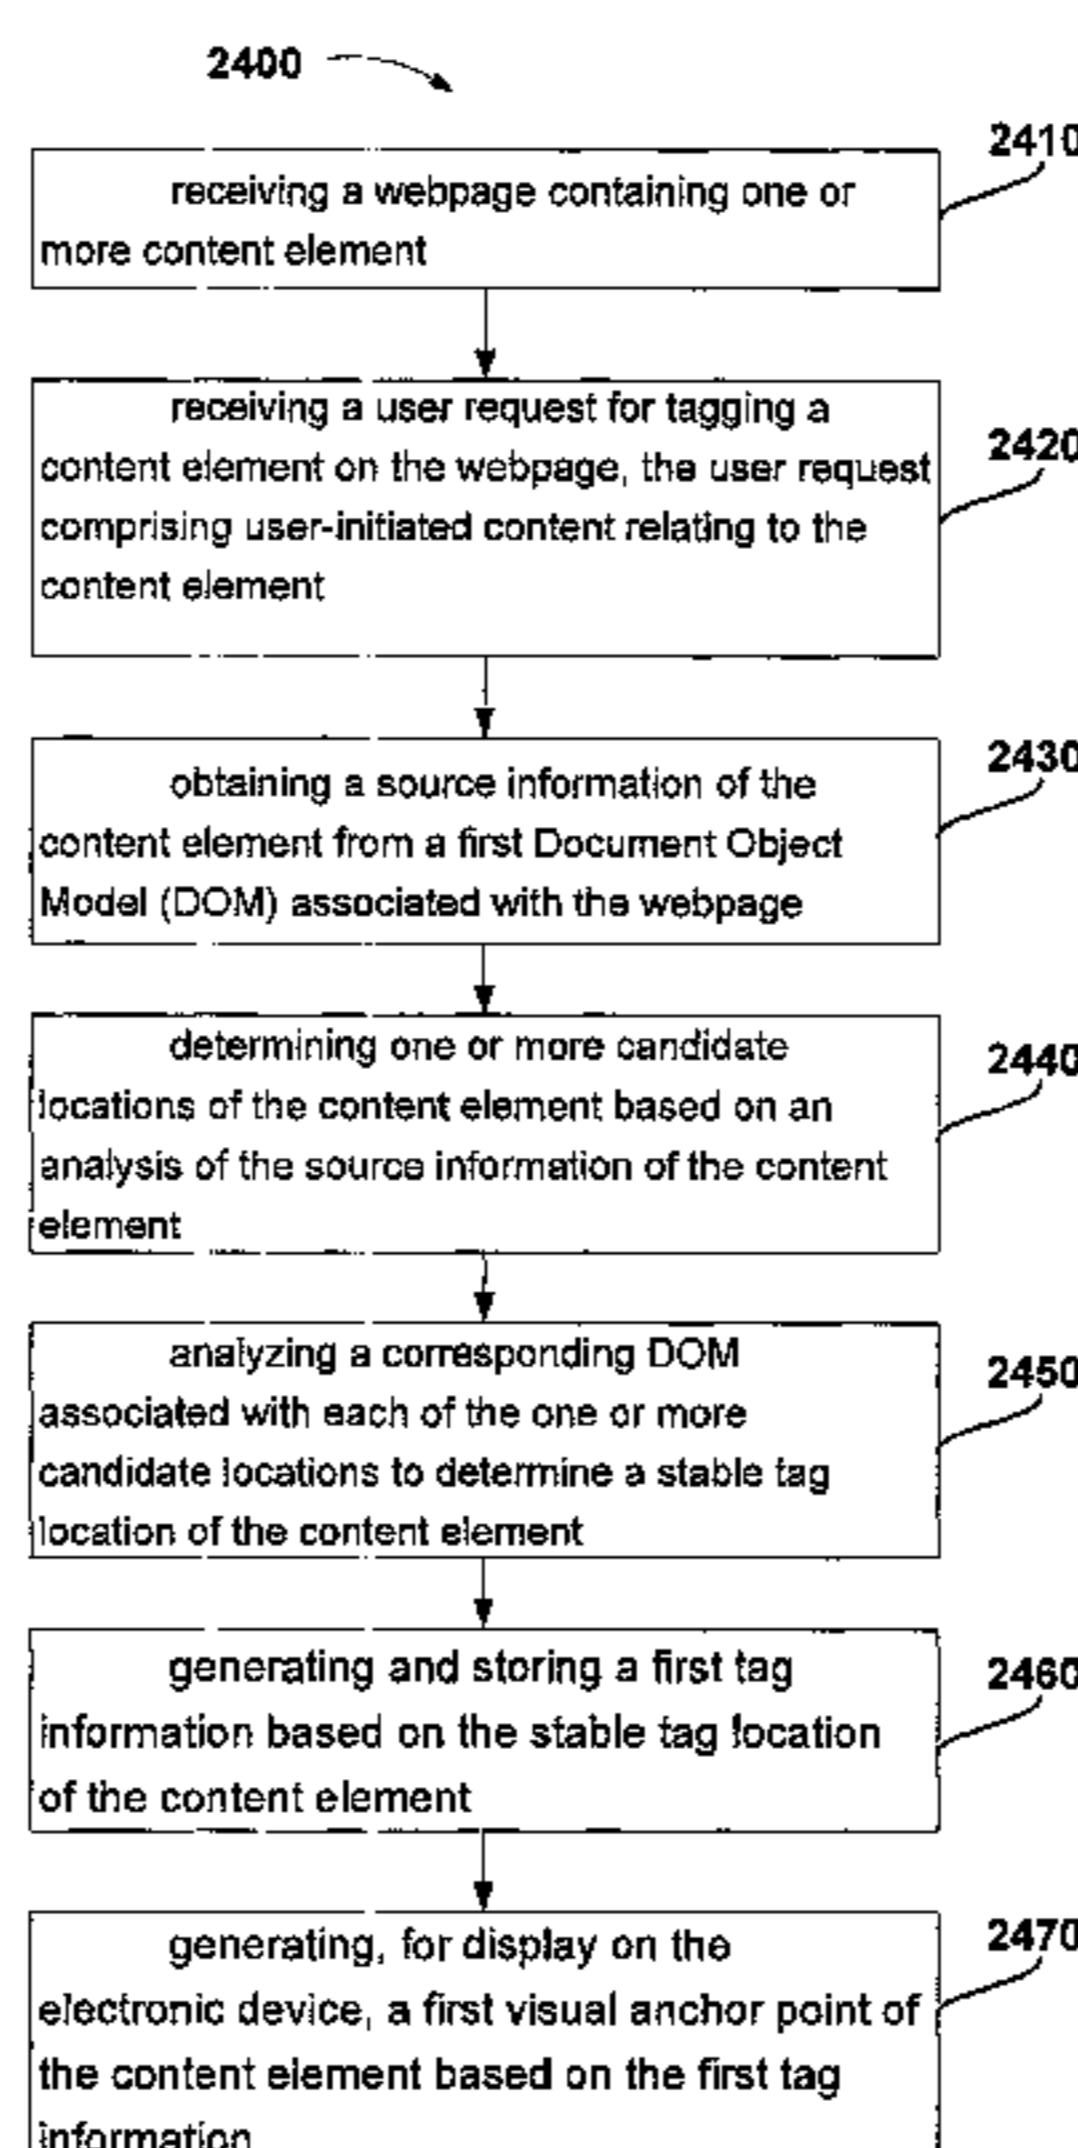 2400
2410
receiving a webpage containing one or
more content element
2420
receiving a user request for tagging a
content element on the webpage, the user request
comprising user-initiated content relating to the
content element
2430
obtaining a source information of the
content element from a first Document Object
Model (DOM) associated with the webpage
2440
determining one or more candidate
locations of the content element based on an
analysis of the source information of the content
element
2450
analyzing a corresponding DOM
associated with each of the one or more
candidate locations to determine a stable tag
location of the content element
2460
generating and storing a first tag
information based on the stable tag location
of the content element
2470
generating, for display on the
electronic device, a first visual anchor point of
the content element based on the first tag
information